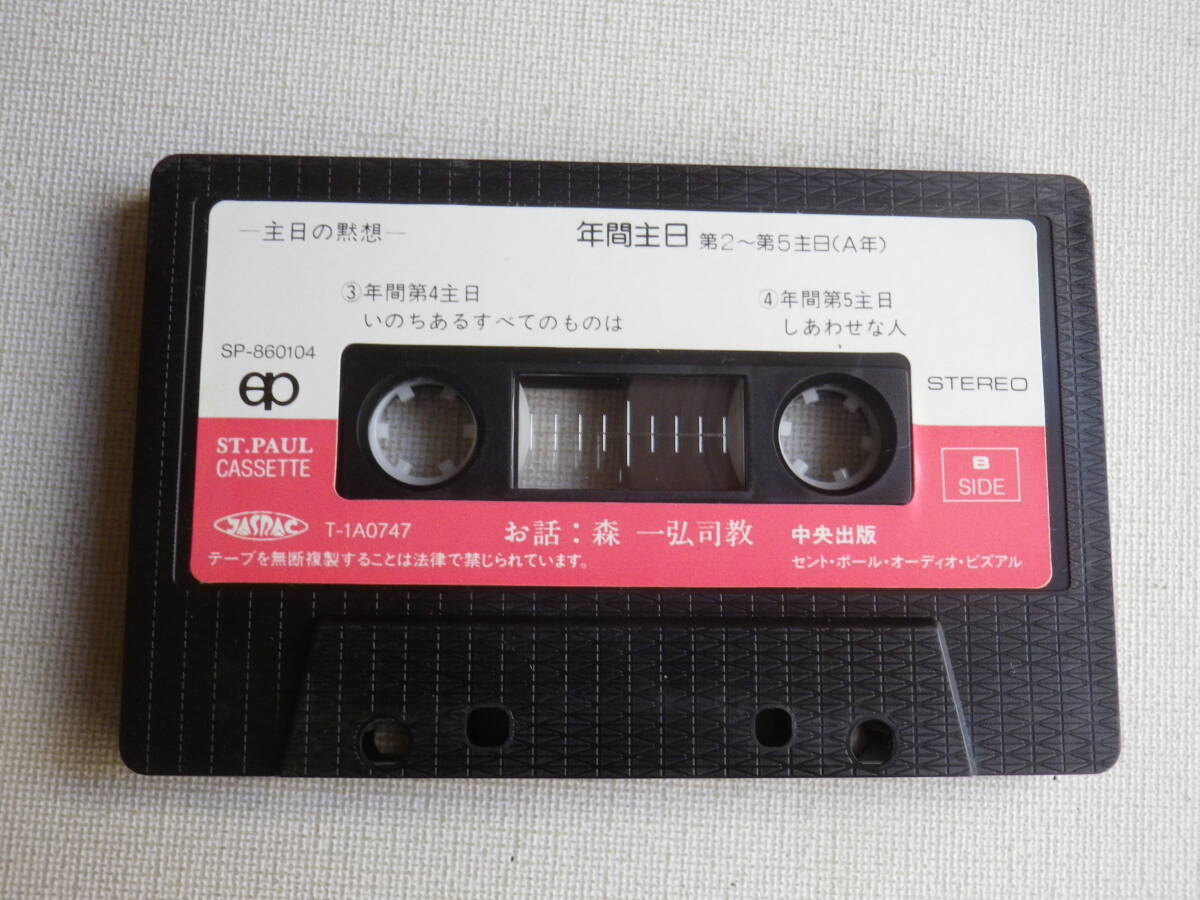 ―主日の黙想―
年間主日 第2～第5主日(A年)
③年間第4主日
いのちあるすべてのものは
④年間第5主日
しあわせな人
SP-860104
STEREO
ST.PAUL
CASSETTE
B
SIDE
JASRAC T-1A0747
お話：森 一弘司教
中央出版
テープを無断複製することは法律で禁じられています。
セント・ポール・オーディオ・ビズアル